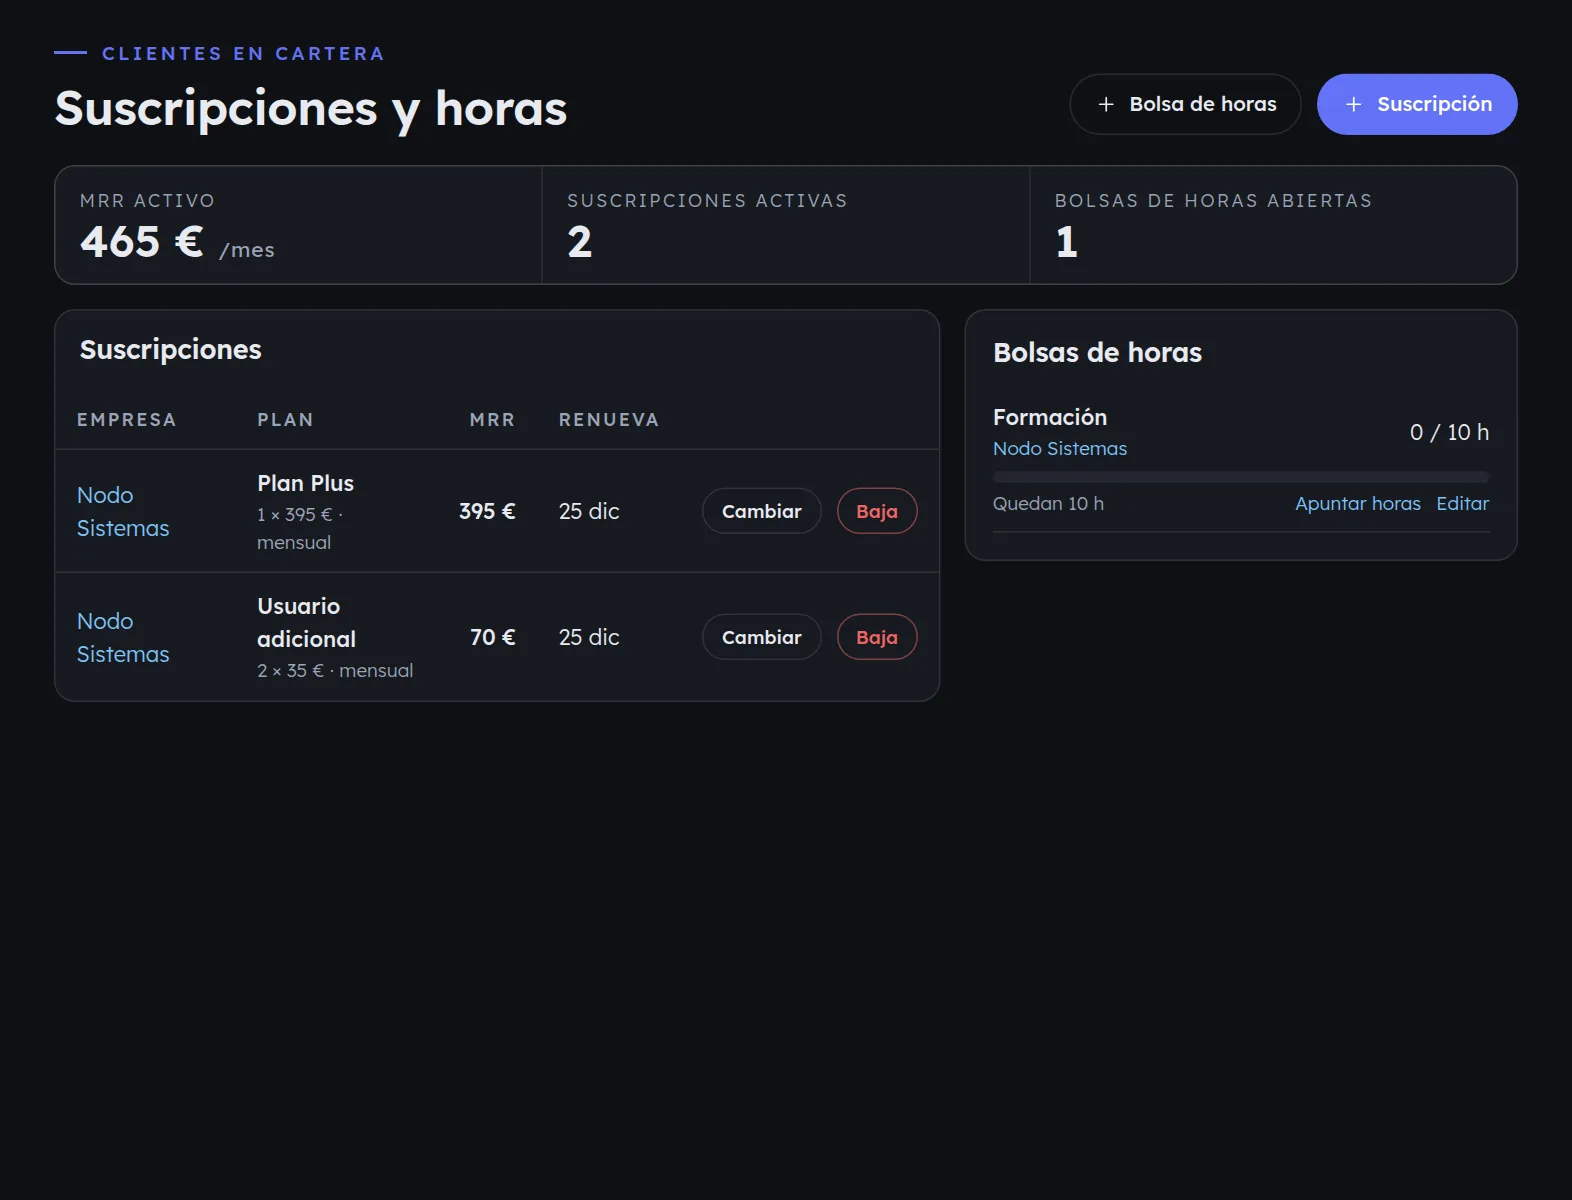 CLIENTES EN CARTERA
Suscripciones y horas
+ Bolsa de horas
+ Suscripción
MRR ACTIVO
465 € /mes
SUSCRIPCIONES ACTIVAS
2
BOLSAS DE HORAS ABIERTAS
1
Suscripciones
EMPRESA PLAN MRR RENUEVA
Nodo
Sistemas
Plan Plus
1 × 395 € ·
mensual
395 €
25 dic
Cambiar
Baja
Nodo
Sistemas
Usuario
adicional
2 × 35 € · mensual
70 €
25 dic
Cambiar
Baja
Bolsas de horas
Formación
Nodo Sistemas
0 / 10 h
Quedan 10 h
Apuntar horas
Editar